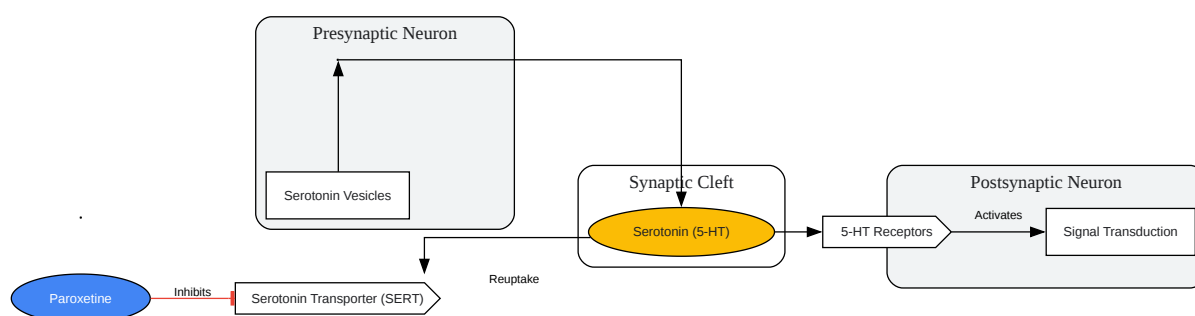 Presynaptic Neuron
Serotonin Vesicles
Synaptic Cleft
Postsynaptic Neuron
Serotonin (5-HT)
5-HT Receptors
Activates
Signal Transduction
Reuptake
Paroxetine
Inhibits
Serotonin Transporter (SERT)